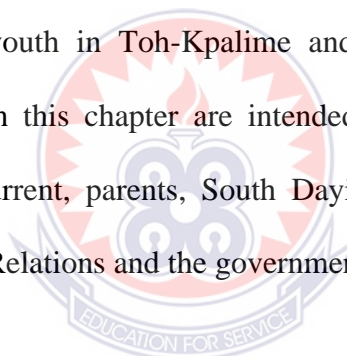 youth in Toh-Kpalime and
this chapter are intended
rrent, parents, South Dayi
Relations and the government
EDUCATION FOR SERVICE